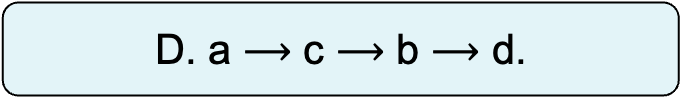 D. a ⟶ c ⟶ b ⟶ d.